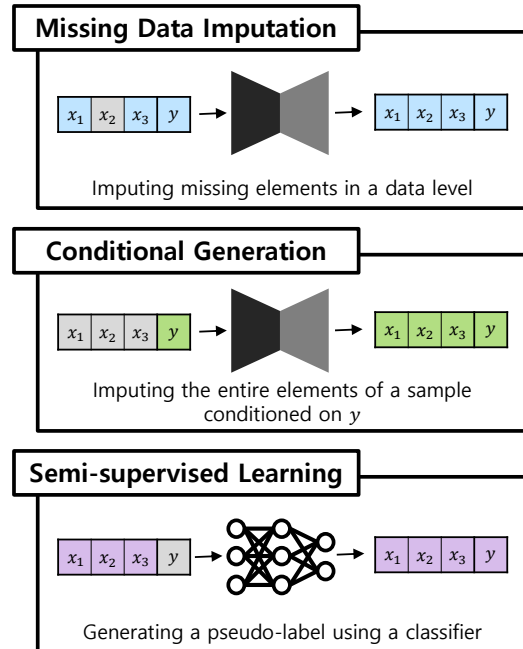 Missing Data Imputation
x₁ x₂ x₃ y x₁ x₂ x₃ y
Imputing missing elements in a data level
Conditional Generation
x₁ x₂ x₃ y x₁ x₂ x₃ y
Imputing the entire elements of a sample
conditioned on y
Semi-supervised Learning
x₁ x₂ x₃ y x₁ x₂ x₃ y
Generating a pseudo-label using a classifier